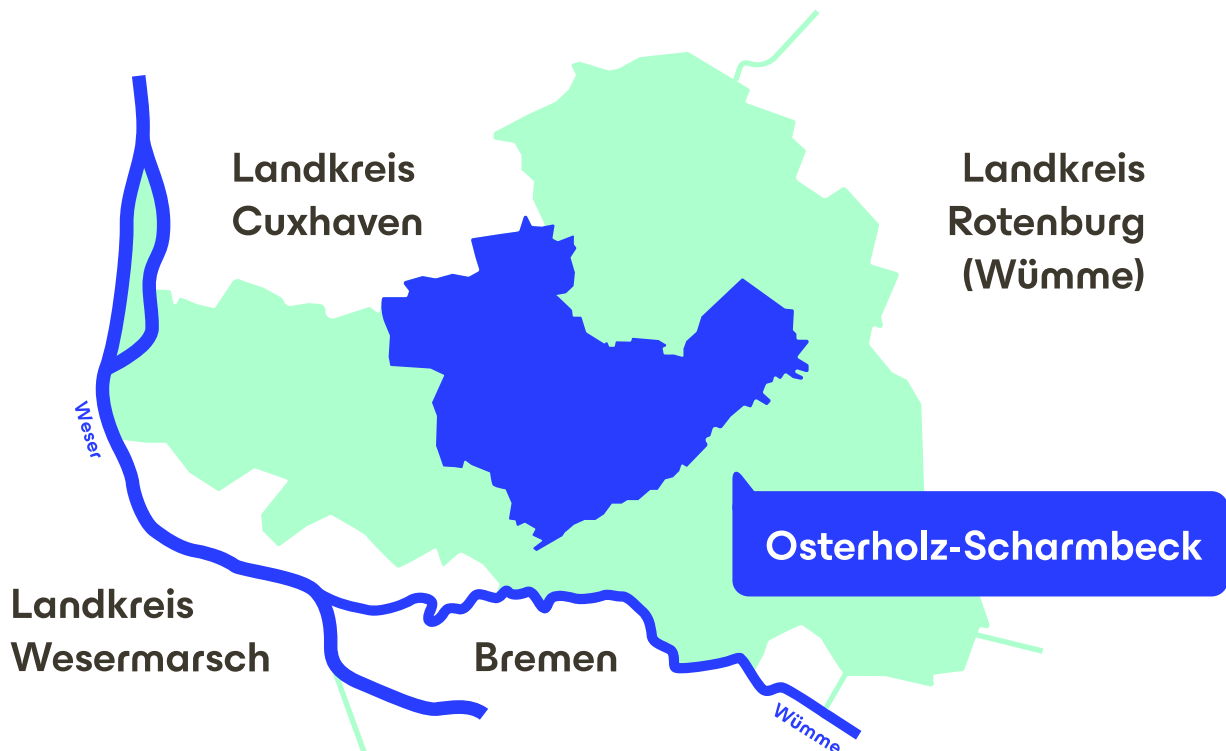 Landkreis
Cuxhaven
Landkreis
Rotenburg
(Wümme)
Weser
Osterholz-Scharmbeck
Landkreis
Wesermarsch
Bremen
Wümme